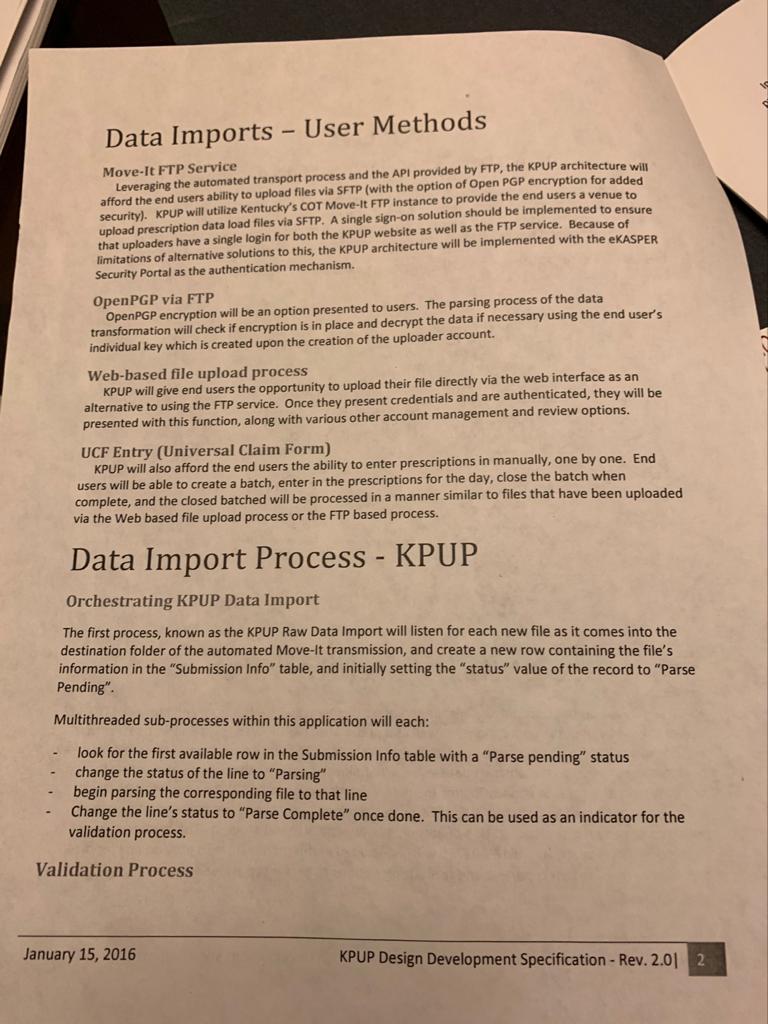 Data Imports – User Methods
Move-It FTP Service
Leveraging the automated transport process and the API provided by FTP, the KPUP architecture will
afford the end users ability to upload files via SFTP (with the option of Open PGP encryption for added
security). KPUP will utilize Kentucky's COT Move-It FTP instance to provide the end users a venue to
upload prescription data load files via SFTP. A single sign-on solution should be implemented to ensure
that uploaders have a single login for both the KPUP website as well as the FTP service. Because of
limitations of alternative solutions to this, the KPUP architecture will be implemented with the eKASPER
Security Portal as the authentication mechanism.
OpenPGP via FTP
OpenPGP encryption will be an option presented to users. The parsing process of the data
transformation will check if encryption is in place and decrypt the data if necessary using the end user's
individual key which is created upon the creation of the uploader account.
Web-based file upload process
KPUP will give end users the opportunity to upload their file directly via the web interface as an
alternative to using the FTP service. Once they present credentials and are authenticated, they will be
presented with this function, along with various other account management and review options.
UCF Entry (Universal Claim Form)
KPUP will also afford the end users the ability to enter prescriptions in manually, one by one. End
users will be able to create a batch, enter in the prescriptions for the day, close the batch when
complete, and the closed batched will be processed in a manner similar to files that have been uploaded
via the Web based file upload process or the FTP based process.
Data Import Process - KPUP
Orchestrating KPUP Data Import
The first process, known as the KPUP Raw Data Import will listen for each new file as it comes into the
destination folder of the automated Move-It transmission, and create a new row containing the file's
information in the "Submission Info" table, and initially setting the "status" value of the record to "Parse
Pending".
Multithreaded sub-processes within this application will each:
- look for the first available row in the Submission Info table with a "Parse pending" status
- change the status of the line to "Parsing"
- begin parsing the corresponding file to that line
- Change the line's status to "Parse Complete" once done. This can be used as an indicator for the
validation process.
Validation Process
January 15, 2016
KPUP Design Development Specification - Rev. 2.0| 2